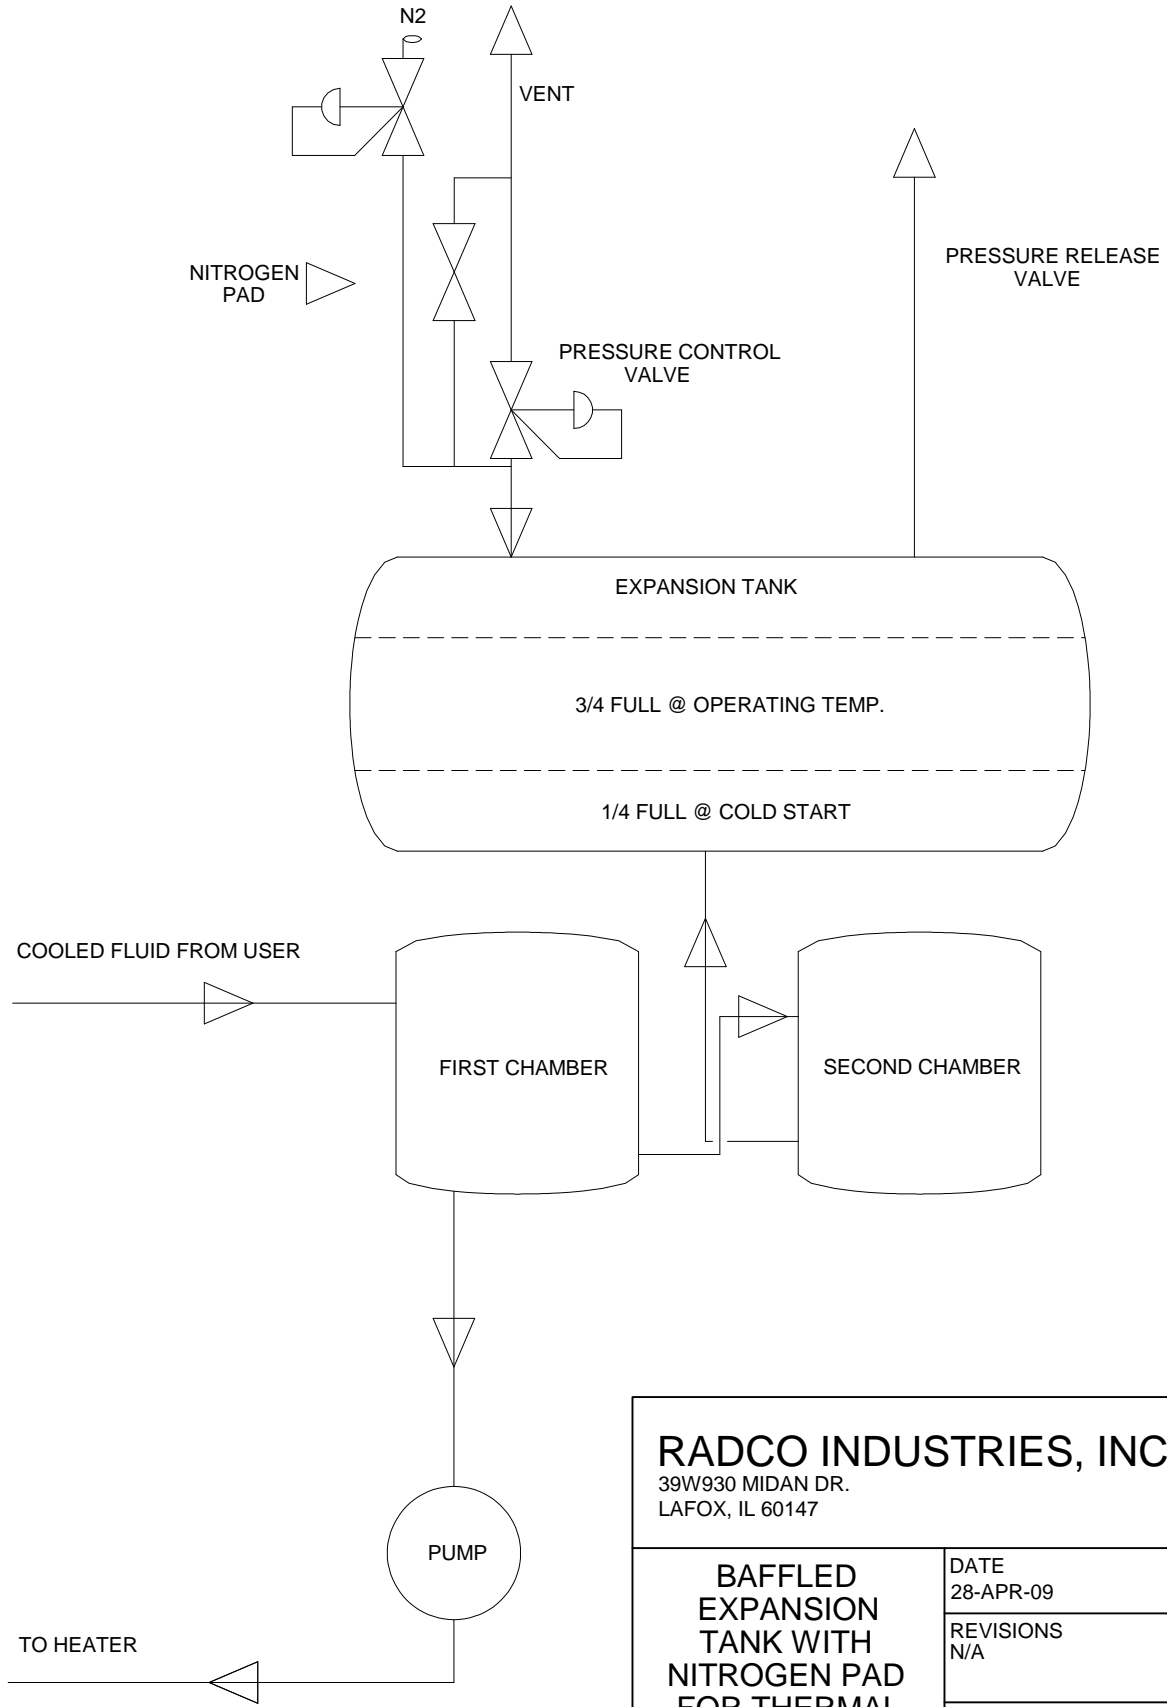 N2
VENT
NITROGEN
PAD
PRESSURE RELEASE
VALVE
PRESSURE CONTROL
VALVE
EXPANSION TANK
3/4 FULL @ OPERATING TEMP.
1/4 FULL @ COLD START
COOLED FLUID FROM USER
FIRST CHAMBER
SECOND CHAMBER
PUMP
TO HEATER
RADCO INDUSTRIES, INC
39W930 MIDAN DR.
LAFOX, IL 60147
BAFFLED
EXPANSION
TANK WITH
NITROGEN PAD
FOR THERMAL
DATE
28-APR-09
REVISIONS
N/A